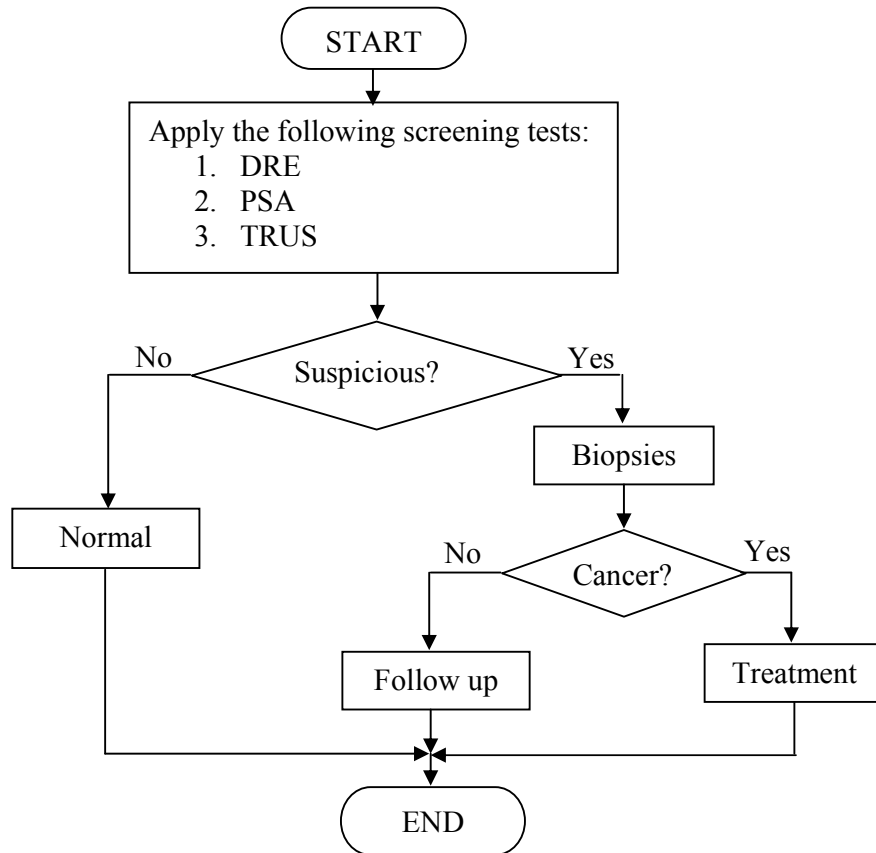 START
Apply the following screening tests:
1. DRE
2. PSA
3. TRUS
No
Suspicious?
Yes
Biopsies
Normal
No
Cancer?
Yes
Follow up
Treatment
END